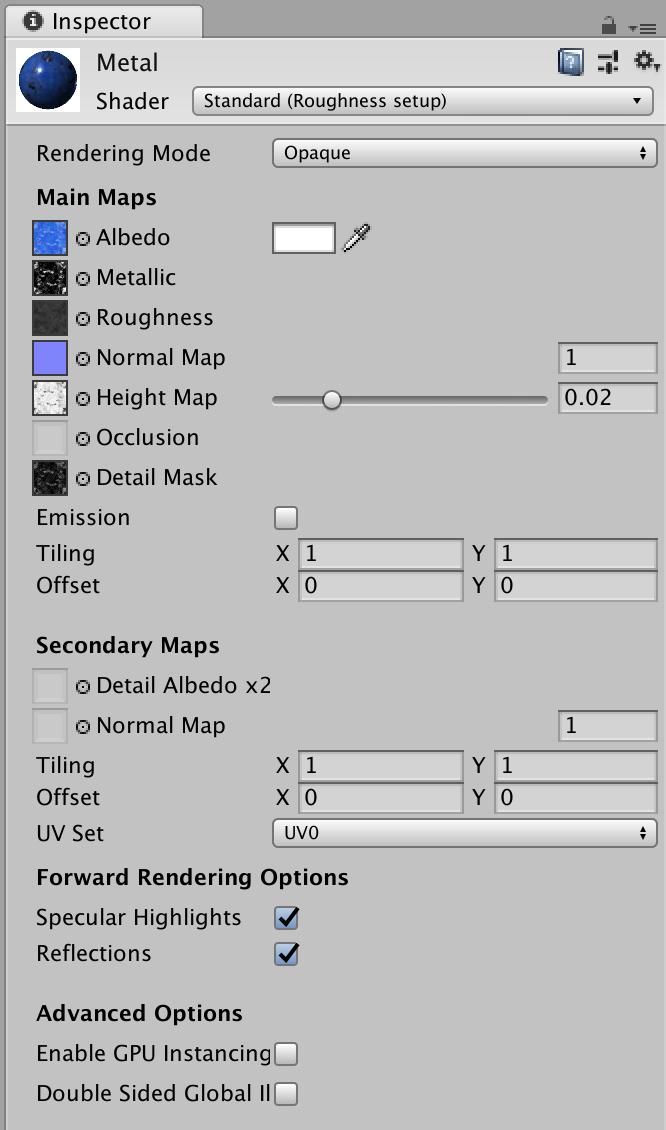 Inspector
Metal
Shader Standard (Roughness setup)
Rendering Mode Opaque
Main Maps
Albedo
Metallic
Roughness
Normal Map 1
Height Map 0.02
Occlusion
Detail Mask
Emission
Tiling X 1 Y 1
Offset X 0 Y 0
Secondary Maps
Detail Albedo x2
Normal Map 1
Tiling X 1 Y 1
Offset X 0 Y 0
UV Set UV0
Forward Rendering Options
Specular Highlights
Reflections
Advanced Options
Enable GPU Instancing
Double Sided Global Il